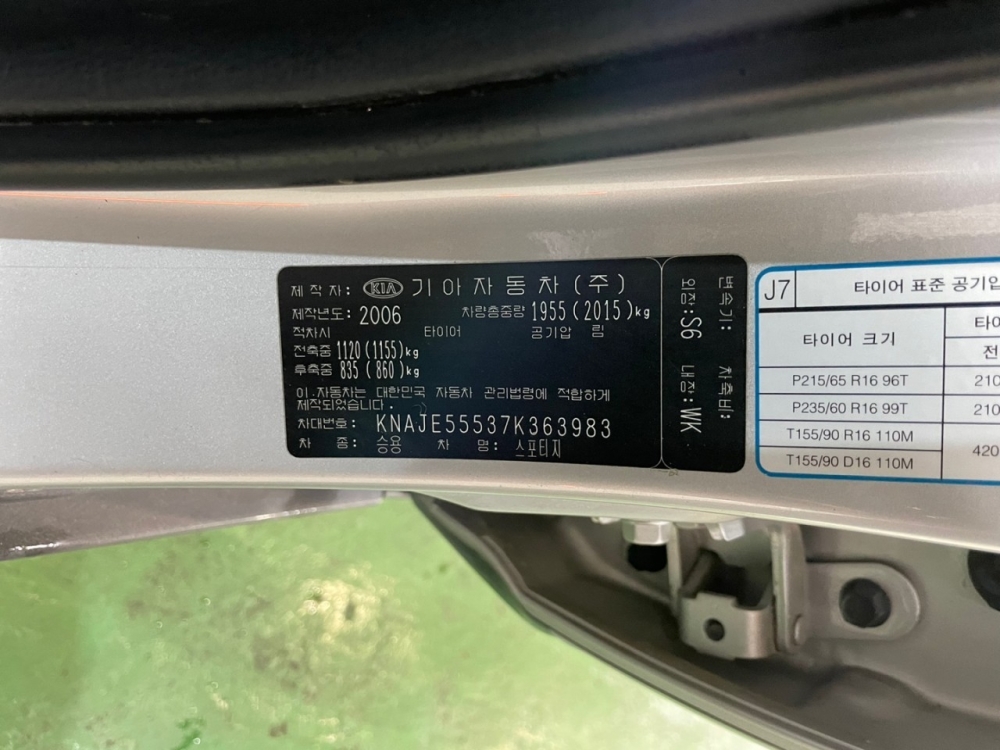 제 작 자: KIA 기아자동차(주)
제작년도: 2006 차량총중량 1955(2015)kg
적차시 타이어 공기압 림
전축중 1120(1155)kg
후축중 835(860)kg
이 자동차는 대한민국 자동차 관리법령에 적합하게
제작되었습니다.
차대번호: KNAJE55537K363983
차 종: 승용 차 명: 스포티지
변속기: 차축비:
외장:S6 내장:WK
J7 타이어 표준 공기압
타이어 크기
전
P215/65 R16 96T 210
P235/60 R16 99T 210
T155/90 R16 110M
T155/90 D16 110M
420